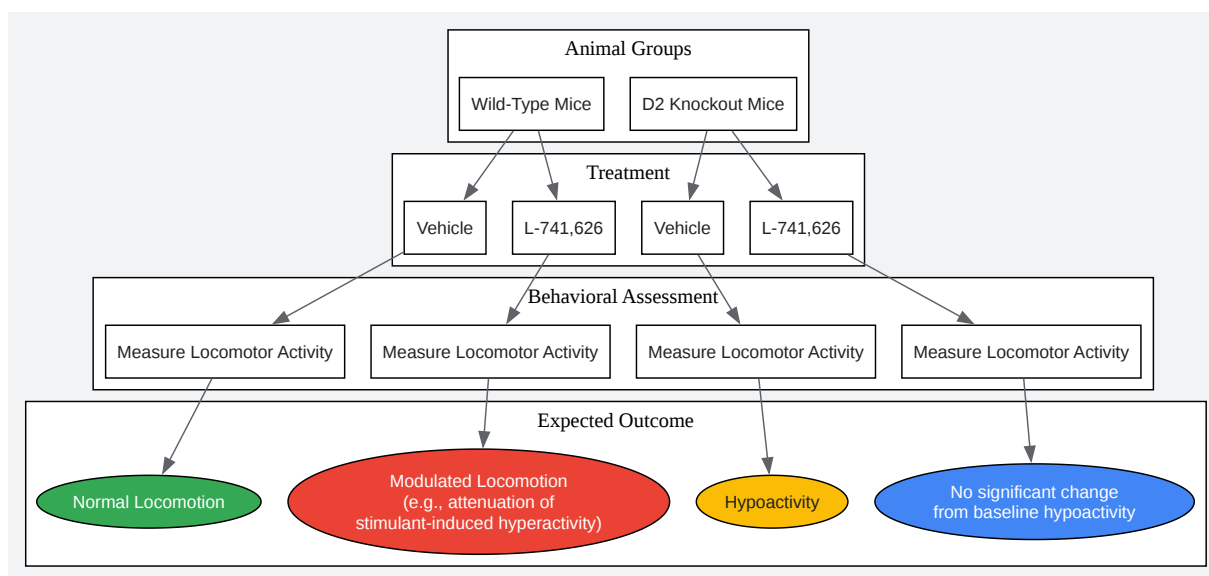 Animal Groups
Wild-Type Mice
D2 Knockout Mice
Treatment
Vehicle
L-741,626
Vehicle
L-741,626
Behavioral Assessment
Measure Locomotor Activity
Measure Locomotor Activity
Measure Locomotor Activity
Measure Locomotor Activity
Expected Outcome
Normal Locomotion
Modulated Locomotion
(e.g., attenuation of
stimulant-induced hyperactivity)
Hypoactivity
No significant change
from baseline hypoactivity